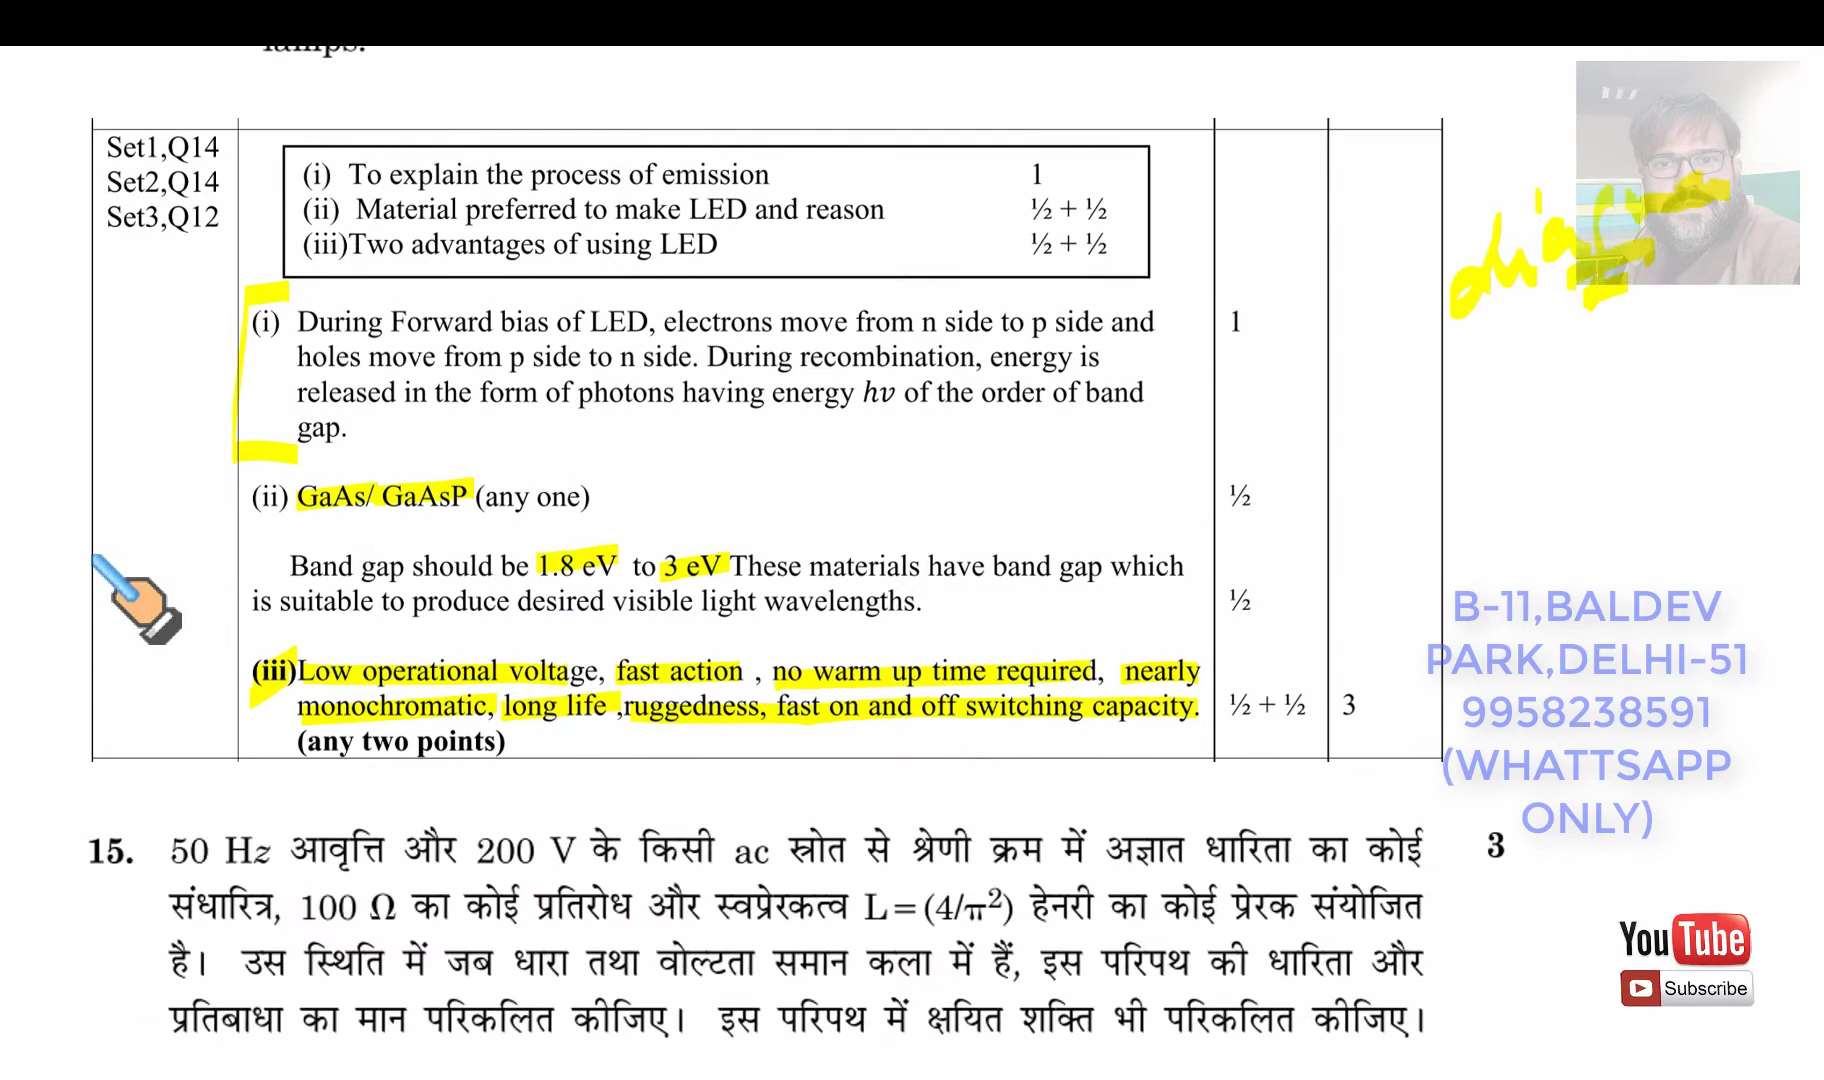 lamps.
Set1,Q14
Set2,Q14
Set3,Q12
(i) To explain the process of emission 1
(ii) Material preferred to make LED and reason ½ + ½
(iii)Two advantages of using LED ½ + ½
(i) During Forward bias of LED, electrons move from n side to p side and 1
holes move from p side to n side. During recombination, energy is
released in the form of photons having energy hν of the order of band
gap.
(ii) GaAs/ GaAsP (any one) ½
Band gap should be 1.8 eV to 3 eV These materials have band gap which
is suitable to produce desired visible light wavelengths. ½
(iii)Low operational voltage, fast action , no warm up time required, nearly
monochromatic, long life ,ruggedness, fast on and off switching capacity. ½ + ½ 3
(any two points)
B-11,BALDEV
PARK,DELHI-51
9958238591
(WHATTSAPP
ONLY)
15. 50 Hz आवृत्ति और 200 V के किसी ac स्रोत से श्रेणी क्रम में अज्ञात धारिता का कोई 3
संधारित्र, 100 Ω का कोई प्रतिरोध और स्वप्रेरकत्व L=(4/π²) हेनरी का कोई प्रेरक संयोजित
है। उस स्थिति में जब धारा तथा वोल्टता समान कला में हैं, इस परिपथ की धारिता और
प्रतिबाधा का मान परिकलित कीजिए। इस परिपथ में क्षयित शक्ति भी परिकलित कीजिए।
YouTube
Subscribe